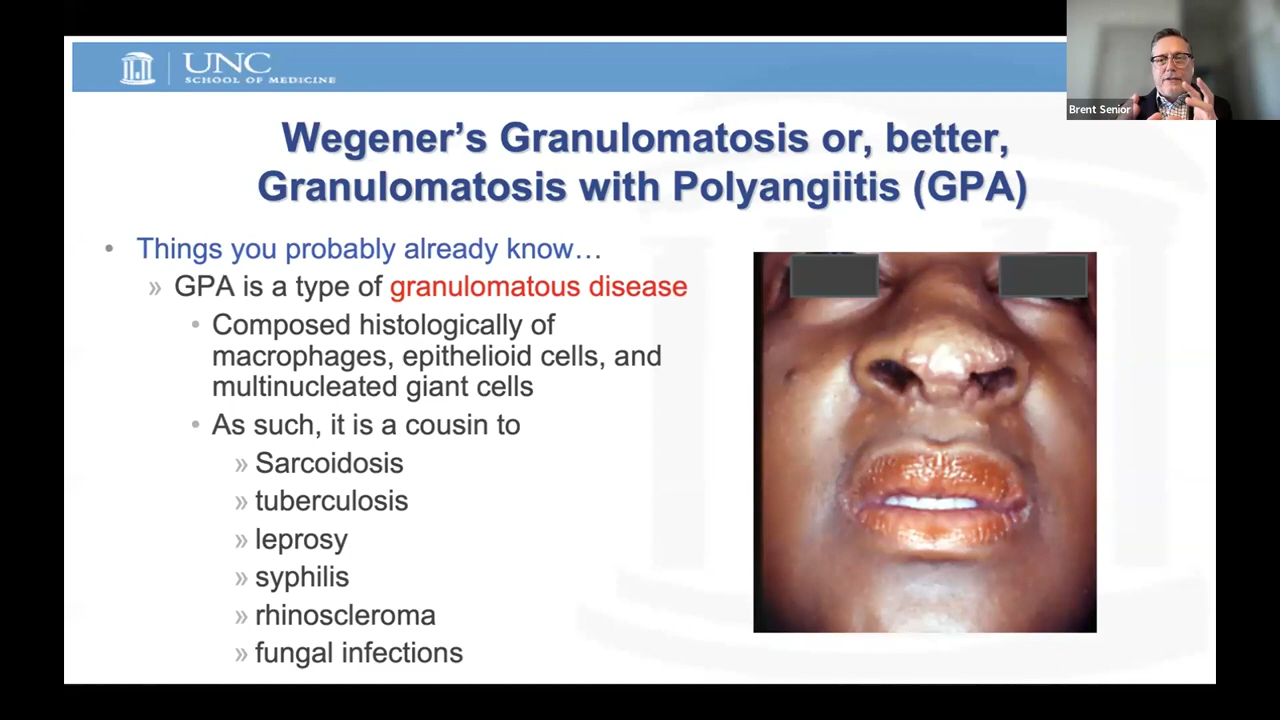 UNC
SCHOOL OF MEDICINE
Brent Senior
Wegener's Granulomatosis or, better,
Granulomatosis with Polyangiitis (GPA)
• Things you probably already know…
» GPA is a type of granulomatous disease
• Composed histologically of
macrophages, epithelioid cells, and
multinucleated giant cells
• As such, it is a cousin to
» Sarcoidosis
» tuberculosis
» leprosy
» syphilis
» rhinoscleroma
» fungal infections